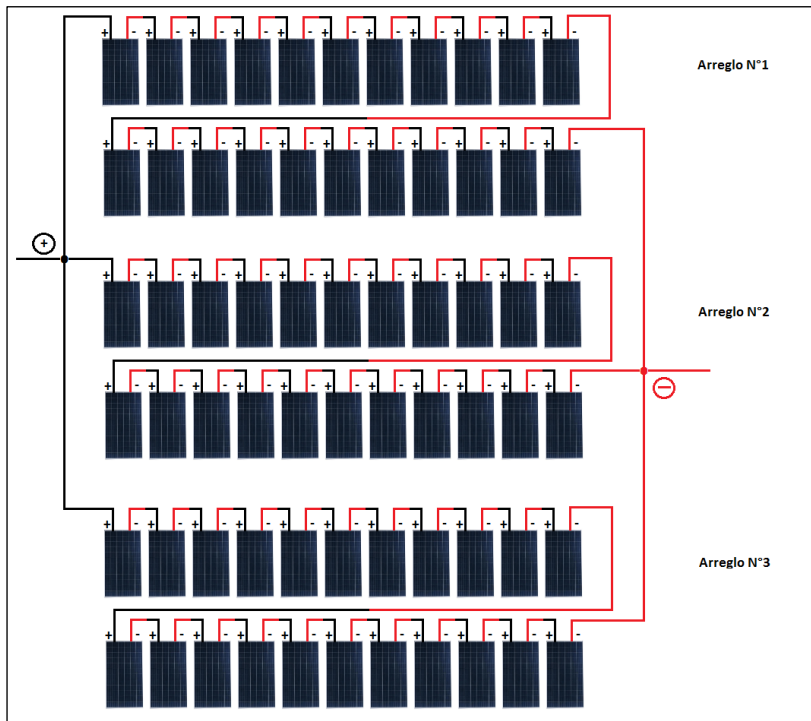 + - + - + - + - + - + - + - + - + - + - + -
Arreglo N°1
+ - + - + - + - + - + - + - + - + - + - + -
+
+ - + - + - + - + - + - + - + - + - + - + -
Arreglo N°2
+ - + - + - + - + - + - + - + - + - + - + -
−
+ - + - + - + - + - + - + - + - + - + - + -
Arreglo N°3
+ - + - + - + - + - + - + - + - + - + - + -